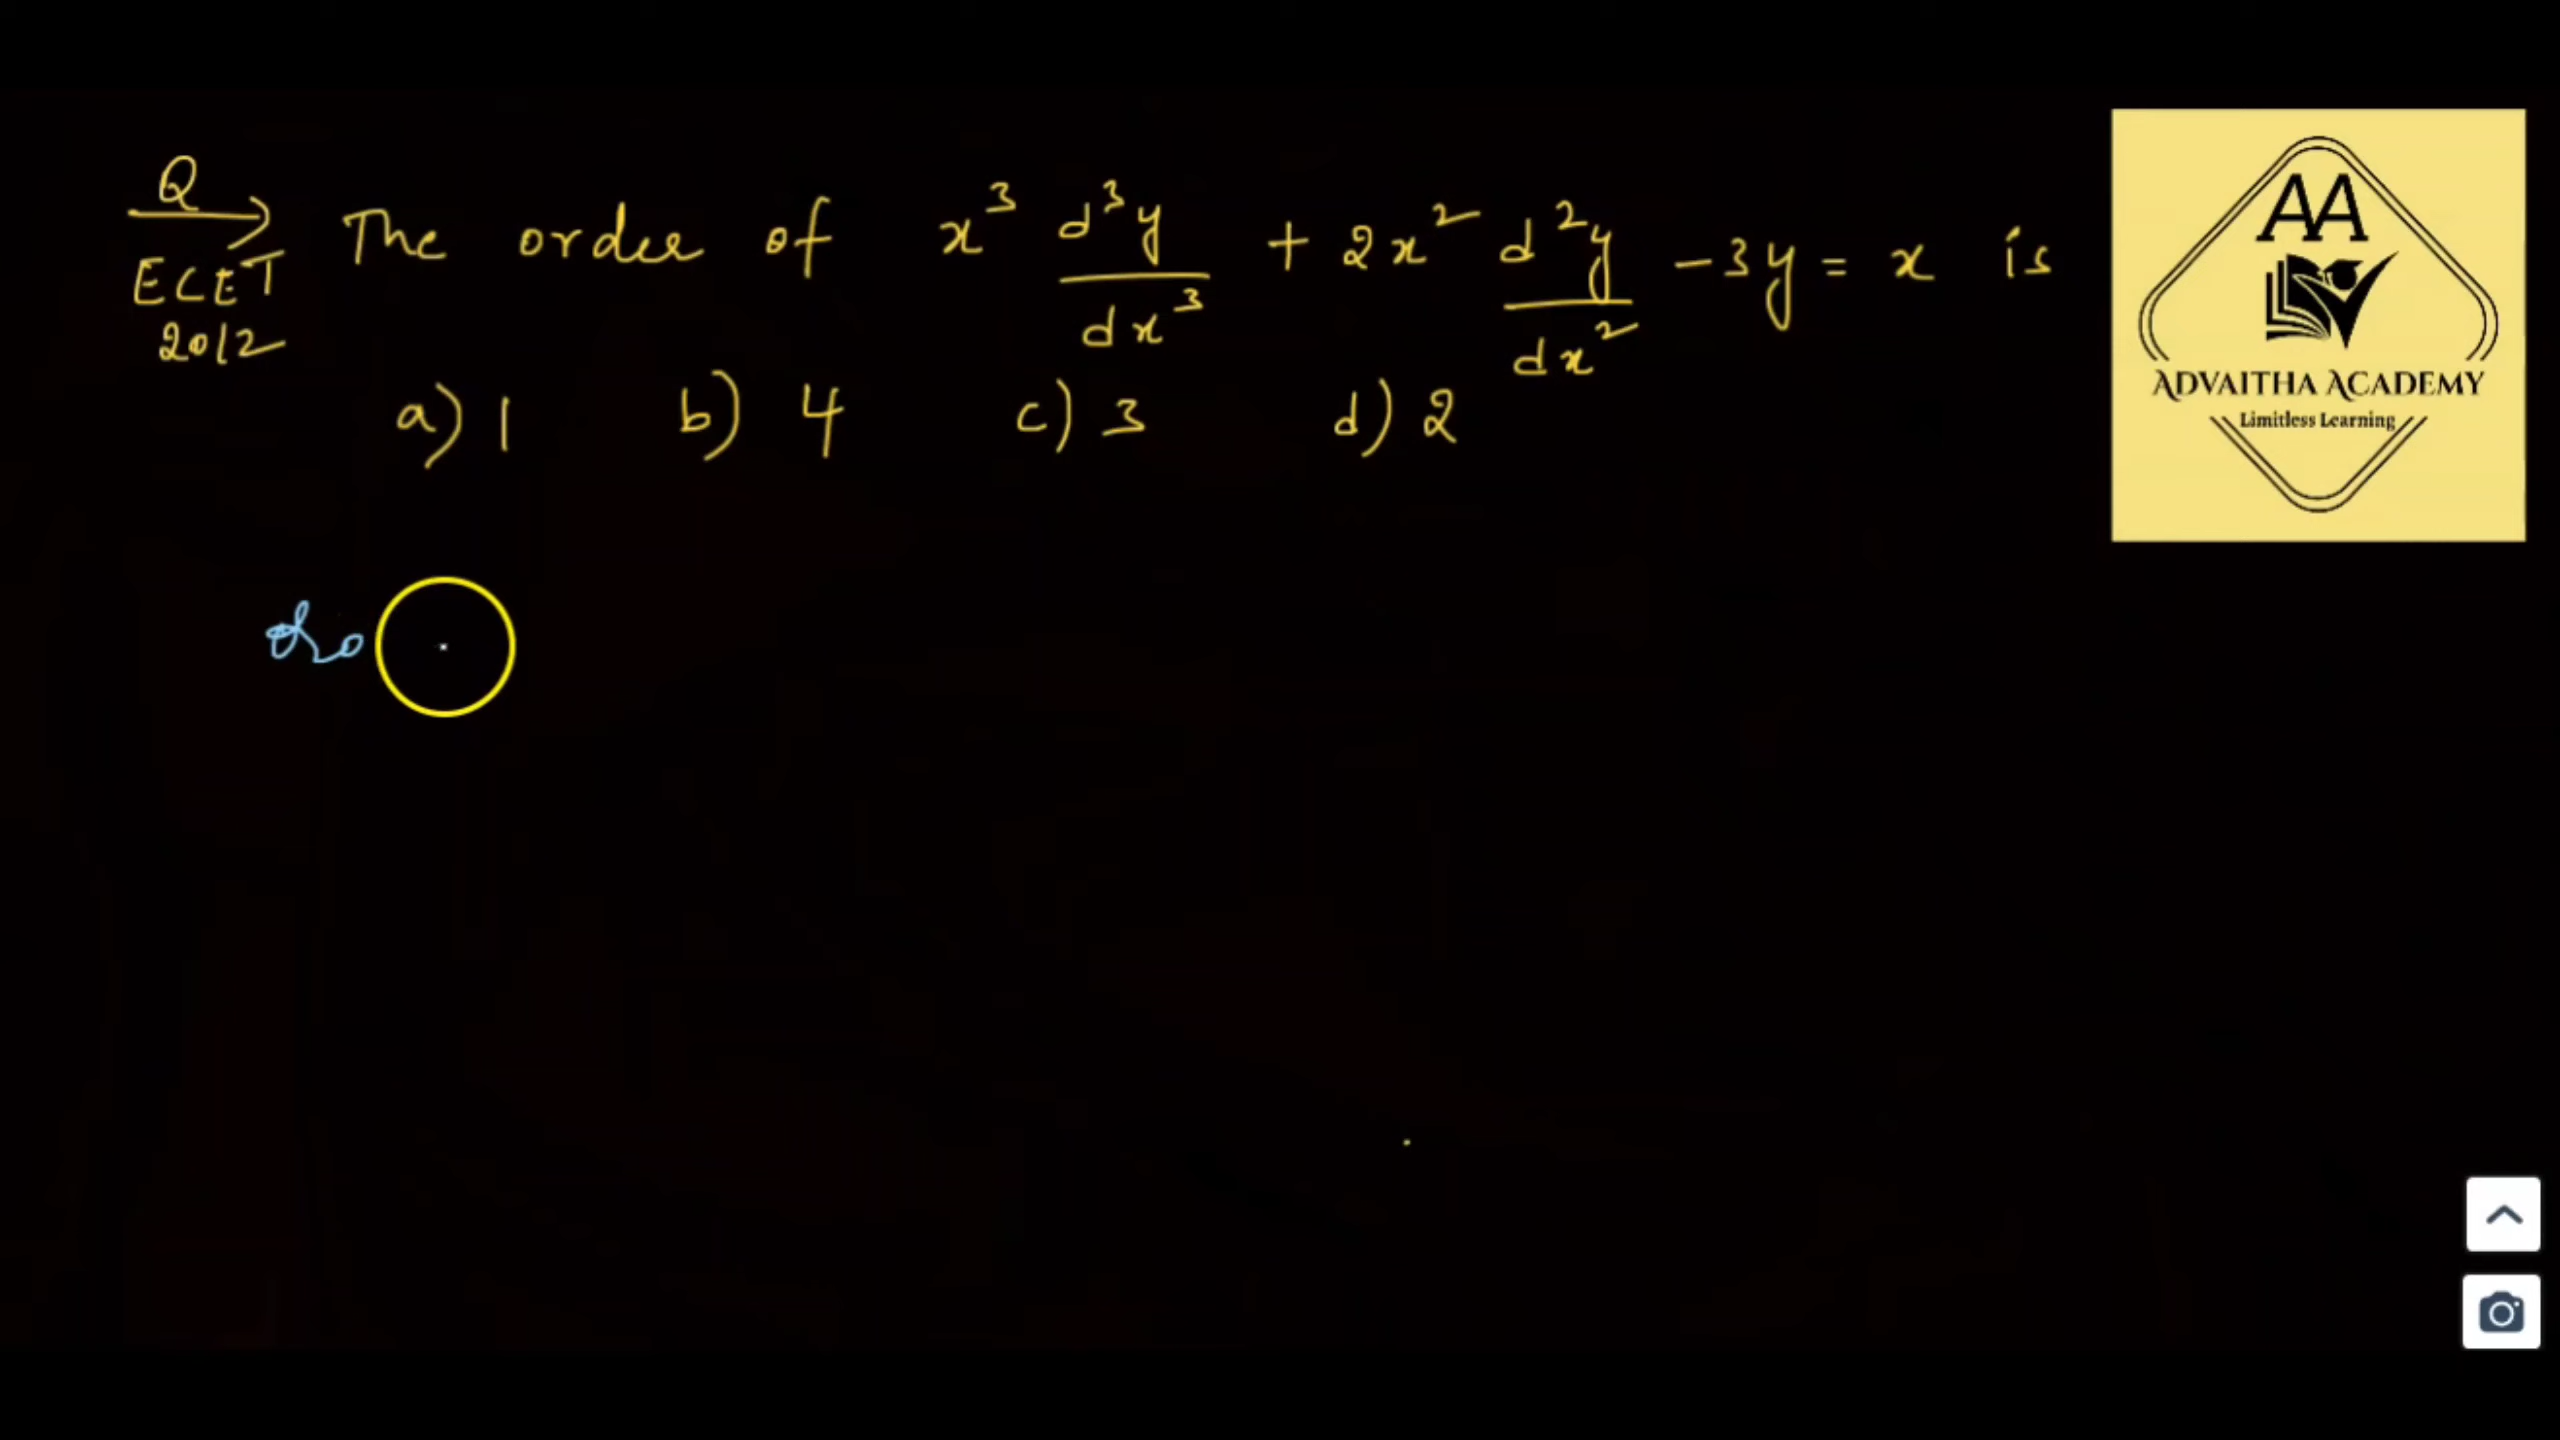 Q The order of x³ d³y/dx³ + 2x² d²y/dx² - 3y = x is
ECET
2012
a) 1 b) 4 c) 3 d) 2
AA
ADVAITHA ACADEMY
Limitless Learning